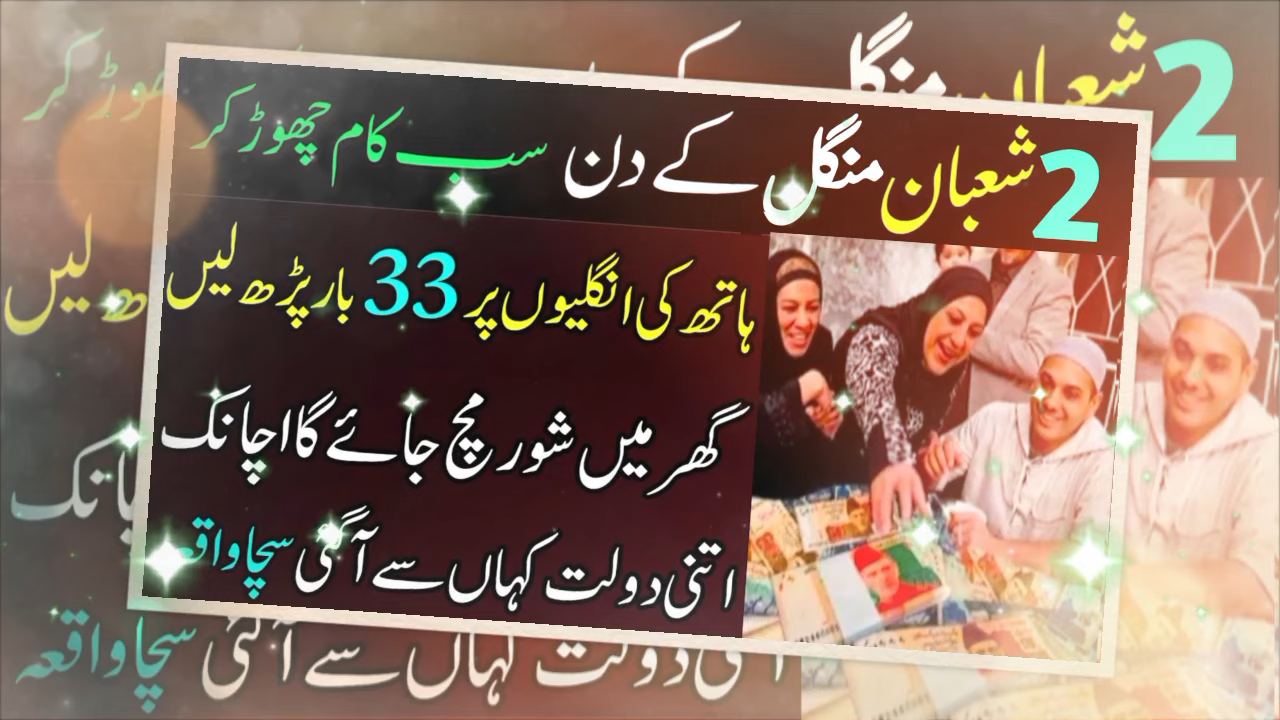 2 شعبان منگل کے دن سب کام چھوڑ کر
ہاتھ کی انگلیوں پر 33 بار پڑھ لیں
گھر میں شور مچ جائے گا اچانک
اتنی دولت کہاں سے آ گئی سچا واقعہ